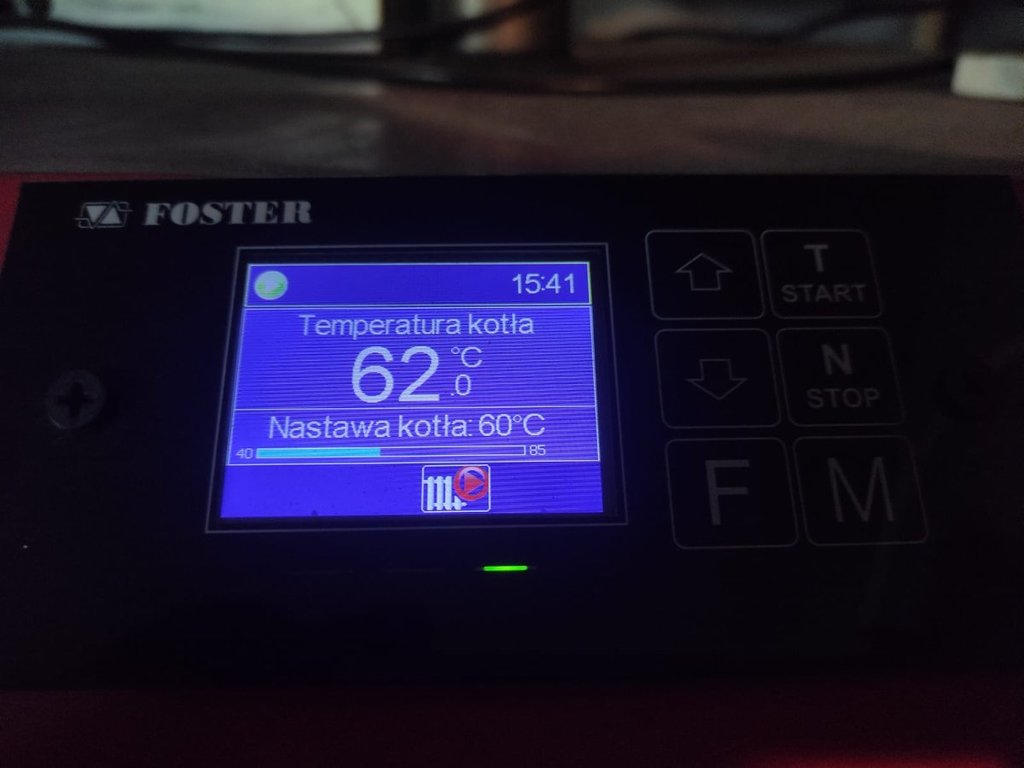 FOSTER
15:41
Temperatura kotła
62.0 °C
Nastawa kotła: 60°C
40 85
T
START
N
STOP
F M